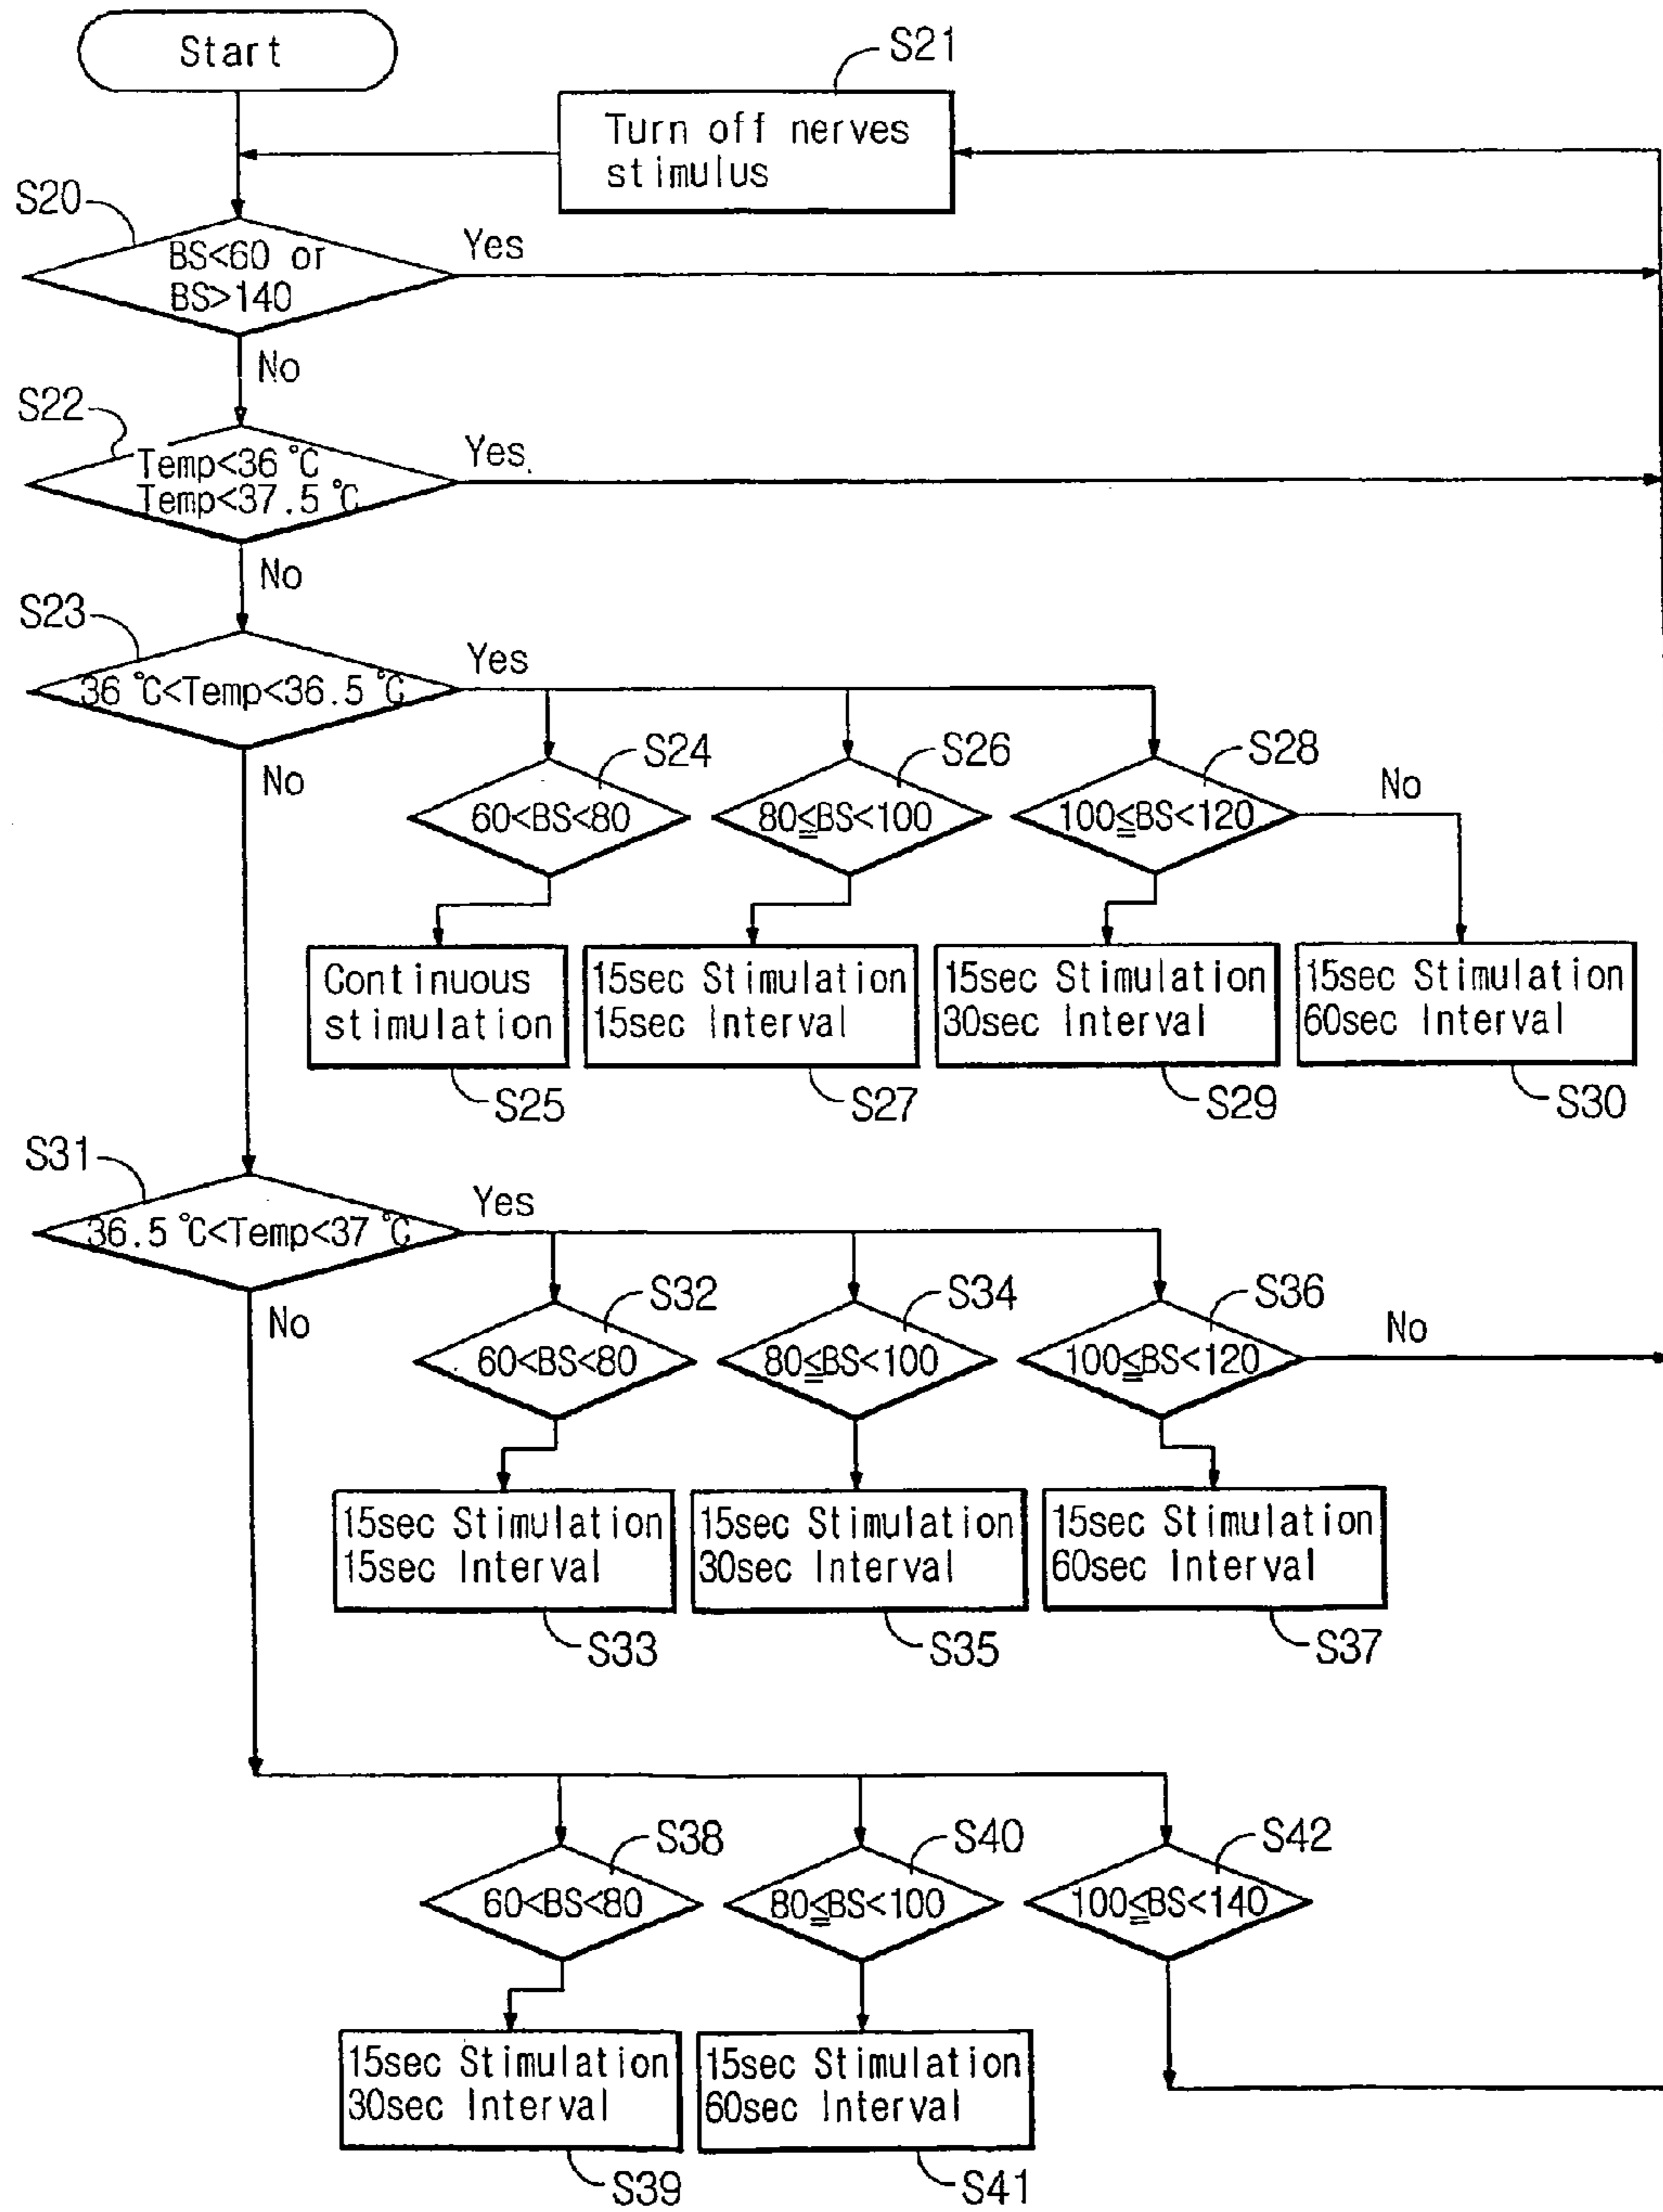 Start
S21
Turn off nerves
stimulus
S20
BS<60 or
BS>140
Yes
No
S22
Temp<36℃
Temp<37.5℃
Yes
No
S23
36℃<Temp<36.5℃
Yes
No
S24
60<BS<80
S26
80≦BS<100
S28
100≦BS<120
No
Continuous
stimulation
S25
15sec Stimulation
15sec Interval
S27
15sec Stimulation
30sec Interval
S29
15sec Stimulation
60sec Interval
S30
S31
36.5℃<Temp<37℃
Yes
No
S32
60<BS<80
S34
80≦BS<100
S36
100≦BS<120
No
15sec Stimulation
15sec Interval
S33
15sec Stimulation
30sec Interval
S35
15sec Stimulation
60sec Interval
S37
S38
60<BS<80
S40
80≦BS<100
S42
100≦BS<140
15sec Stimulation
30sec Interval
S39
15sec Stimulation
60sec Interval
S41